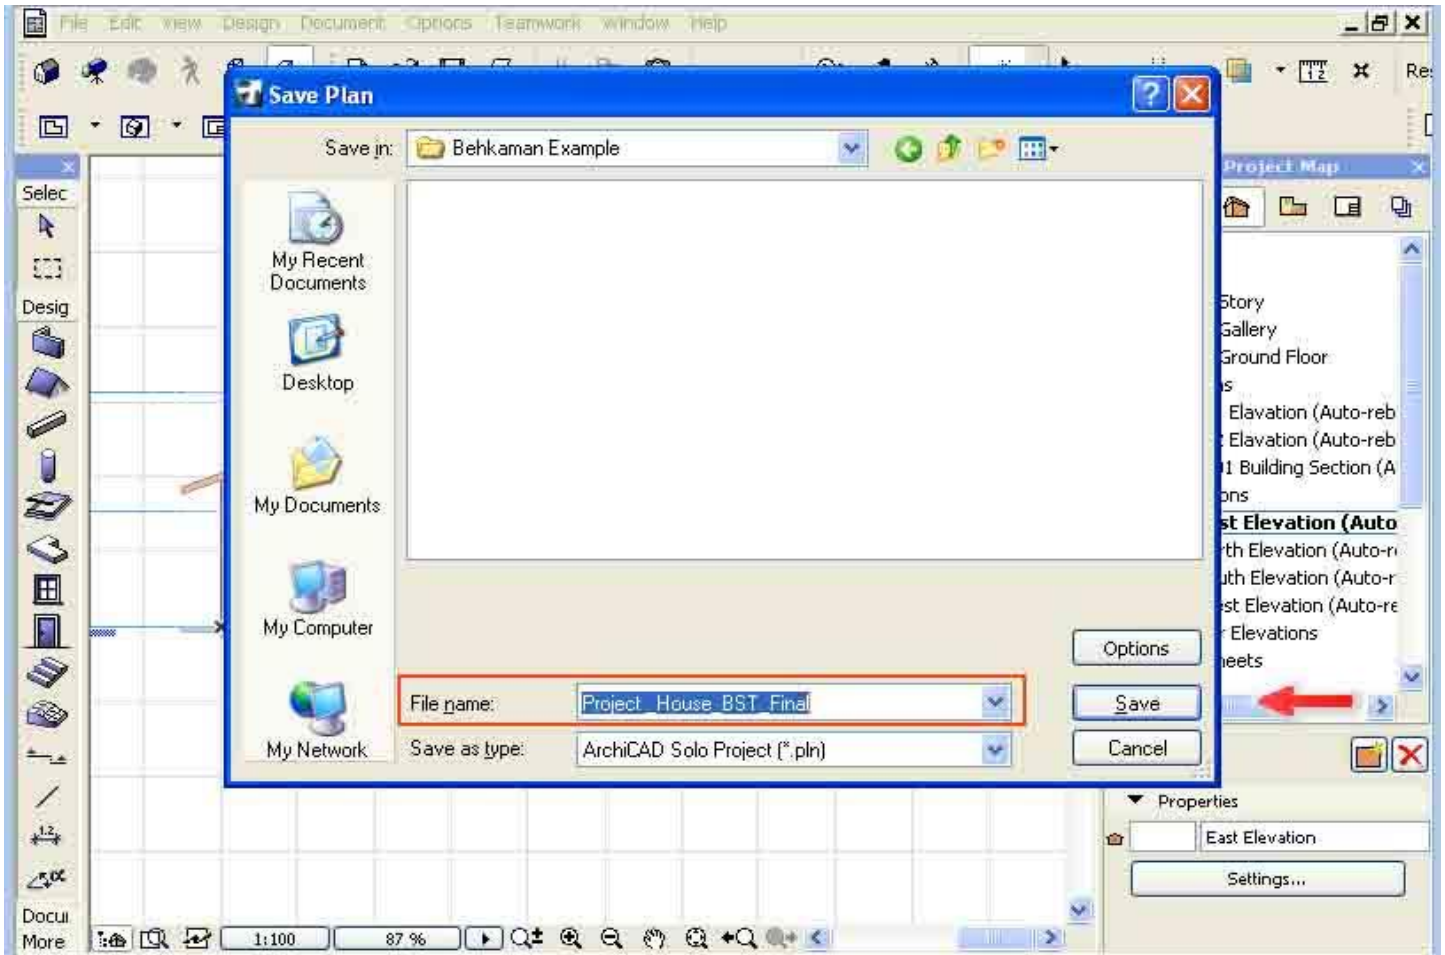 File Edit View Design Document Options Teamwork Window Help
Save Plan
Save in: Behkaman Example
Project Map
Selec
My Recent
Documents
Desig
Story
Gallery
Ground Floor
Desktop
Elavation (Auto-reb
Elavation (Auto-reb
Building Section (A
ons
My Documents
st Elevation (Auto
rth Elevation (Auto-r
uth Elevation (Auto-r
est Elevation (Auto-re
My Computer
Elevations
Options
eets
File name: Project_House_BST_Final
Save
My Network
Save as type: ArchiCAD Solo Project (*.pln)
Cancel
Properties
East Elevation
Settings...
Docui
More
1:100
87 %